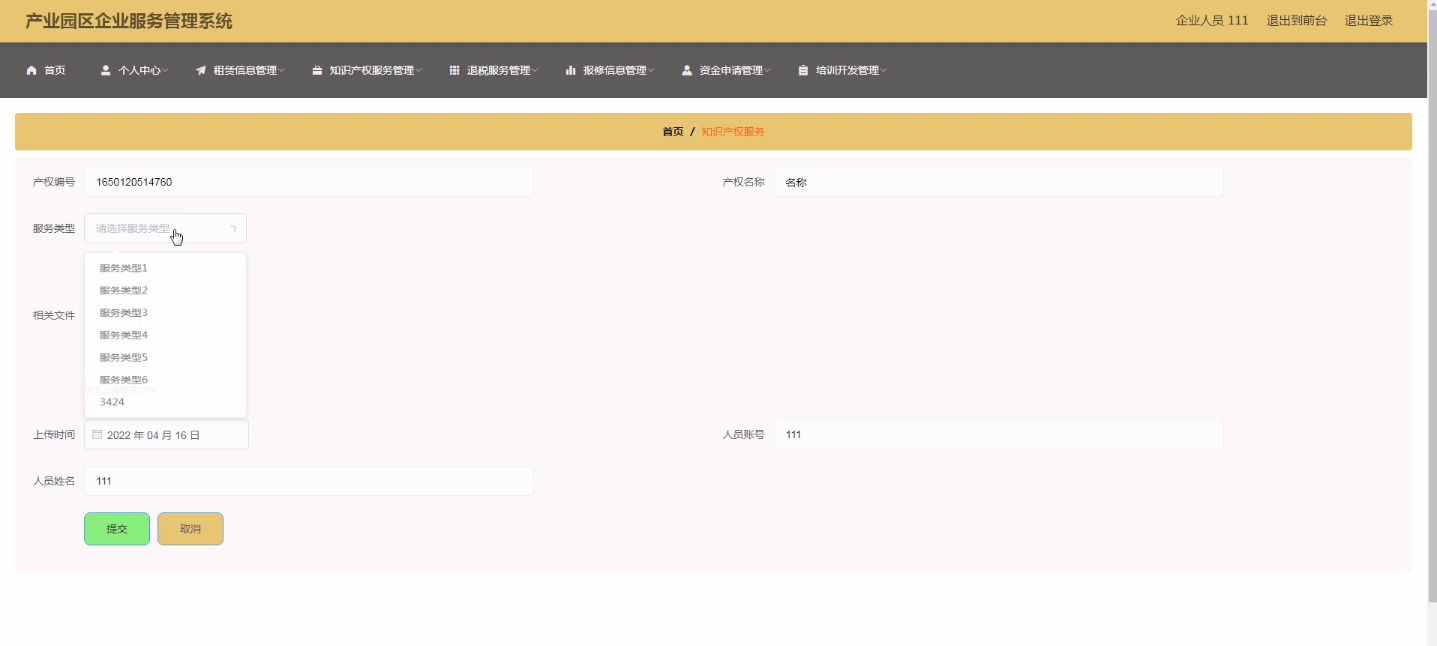 产业园区企业服务管理系统
企业人员 111 退出到前台 退出登录
首页 个人中心 租赁信息管理 知识产权服务管理 退税服务管理 报修信息管理 资金申请管理 培训开发管理
首页 / 知识产权服务
产权编号 1650120514760 产权名称 名称
服务类型 请选择服务类型
服务类型1
服务类型2
服务类型3
相关文件
服务类型4
服务类型5
服务类型6
3424
上传时间 2022 年 04 月 16 日 人员账号 111
人员姓名 111
提交 取消